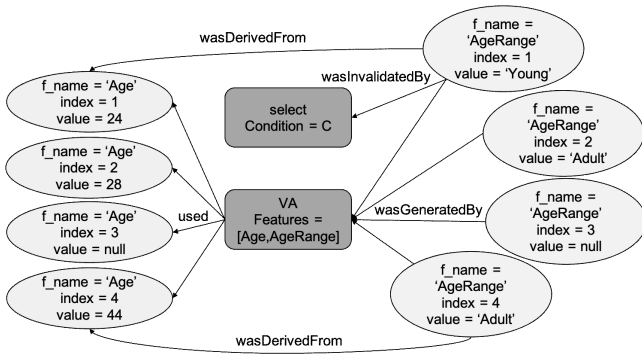 wasDerivedFrom
f_name =
‘AgeRange’
index = 1
value = ‘Young’
wasInvalidatedBy
f_name = ‘Age’
index = 1
value = 24
select
Condition = C
f_name =
‘AgeRange’
index = 2
value = ‘Adult’
f_name = ‘Age’
index = 2
value = 28
VA
Features =
[Age,AgeRange]
used
wasGeneratedBy
f_name =
‘AgeRange’
index = 3
value = null
f_name = ‘Age’
index = 3
value = null
f_name =
‘AgeRange’
index = 4
value = ‘Adult’
f_name = ‘Age’
index = 4
value = 44
wasDerivedFrom